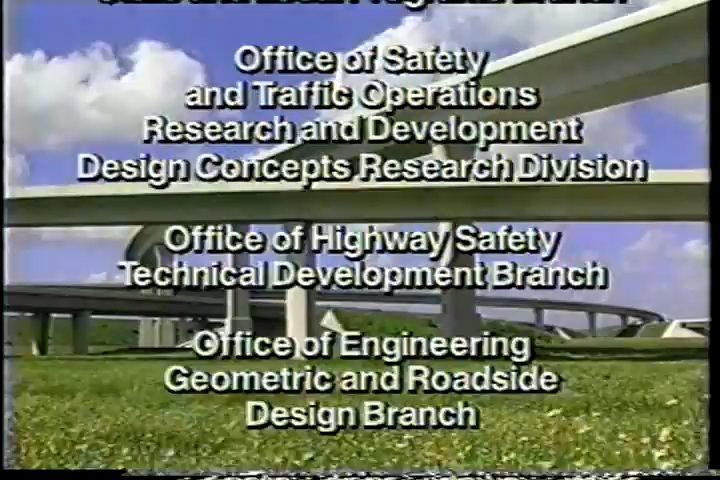 Office of Safety
and Traffic Operations
Research and Development
Design Concepts Research Division
Office of Highway Safety
Technical Development Branch
Office of Engineering
Geometric and Roadside
Design Branch